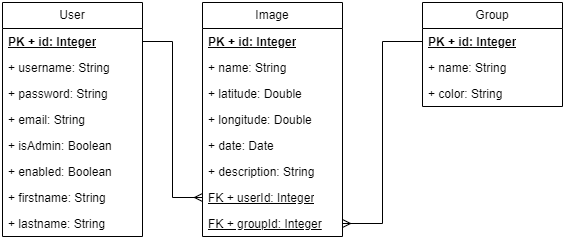 User
PK + id: Integer
+ username: String
+ password: String
+ email: String
+ isAdmin: Boolean
+ enabled: Boolean
+ firstname: String
+ lastname: String
Image
PK + id: Integer
+ name: String
+ latitude: Double
+ longitude: Double
+ date: Date
+ description: String
FK + userId: Integer
FK + groupId: Integer
Group
PK + id: Integer
+ name: String
+ color: String